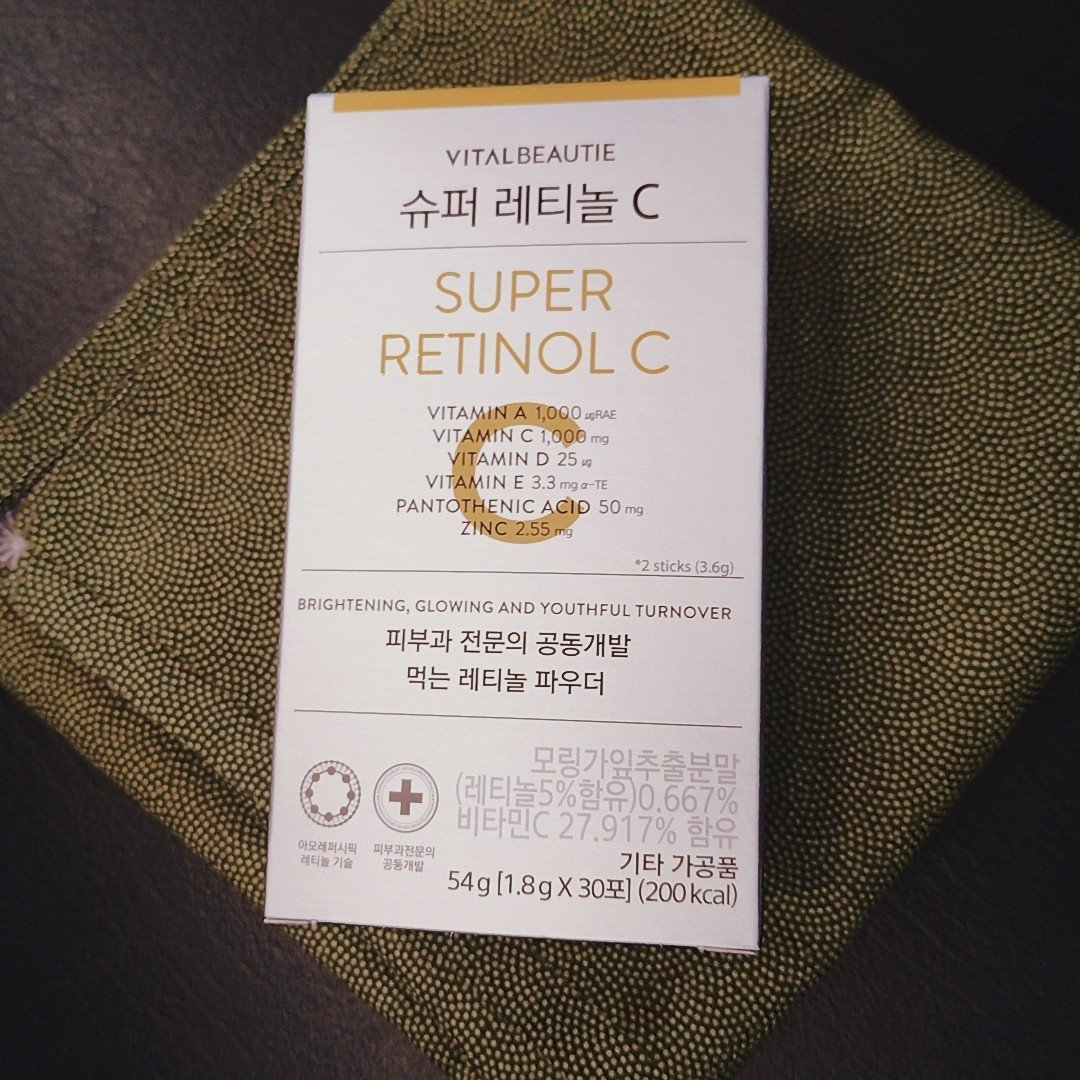 VITALBEAUTIE
슈퍼 레티놀 C
SUPER
RETINOL C
C
VITAMIN A 1,000 ㎍RAE
VITAMIN C 1,000 mg
VITAMIN D 25 ㎍
VITAMIN E 3.3 mg α-TE
PANTOTHENIC ACID 50 mg
ZINC 2.55 mg
*2 sticks (3.6g)
BRIGHTENING, GLOWING AND YOUTHFUL TURNOVER
피부과 전문의 공동개발
먹는 레티놀 파우더
모링가잎추출분말
(레티놀5%함유)0.667%
비타민C 27.917% 함유
아모레퍼시픽
레티놀 기술
피부과전문의
공동개발
기타 가공품
54g [1.8g X 30포] (200kcal)